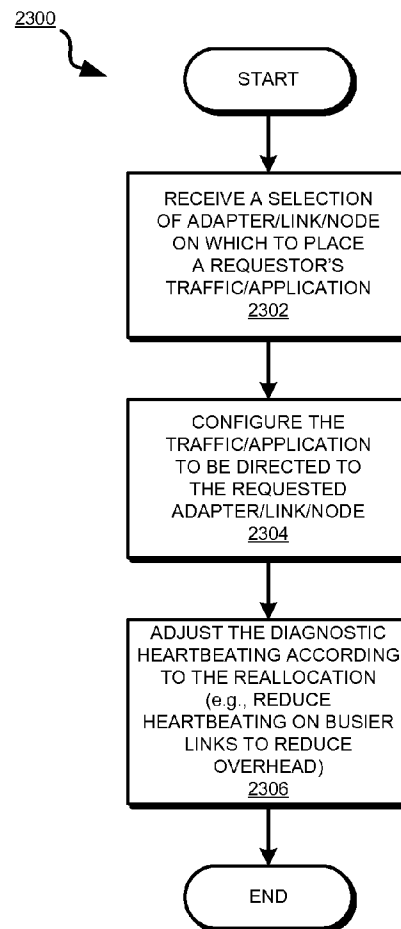 2300
START
RECEIVE A SELECTION
OF ADAPTER/LINK/NODE
ON WHICH TO PLACE
A REQUESTOR'S
TRAFFIC/APPLICATION
2302
CONFIGURE THE
TRAFFIC/APPLICATION
TO BE DIRECTED TO
THE REQUESTED
ADAPTER/LINK/NODE
2304
ADJUST THE DIAGNOSTIC
HEARTBEATING ACCORDING
TO THE REALLOCATION
(e.g., REDUCE
HEARTBEATING ON BUSIER
LINKS TO REDUCE
OVERHEAD)
2306
END